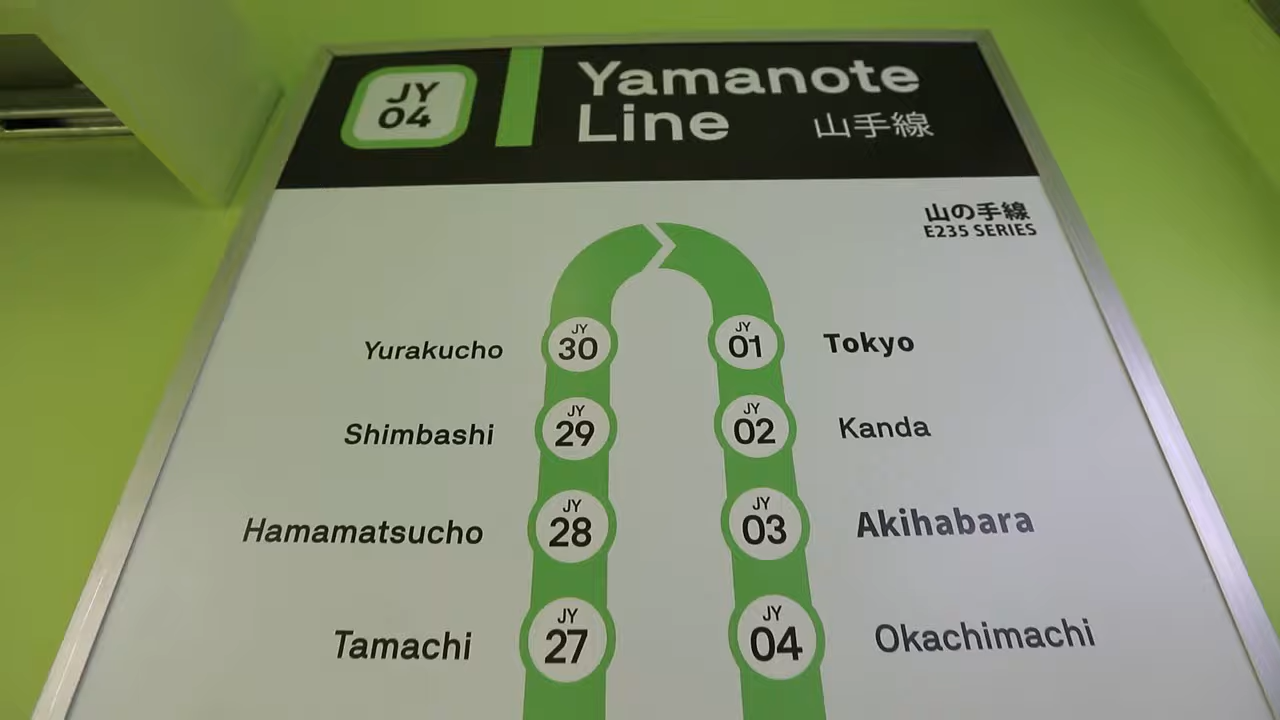 JY
04
Yamanote
Line
山手線
山の手線
E235 SERIES
Yurakucho
JY
30
JY
01
Tokyo
Shimbashi
JY
29
JY
02
Kanda
Hamamatsucho
JY
28
JY
03
Akihabara
Tamachi
JY
27
JY
04
Okachimachi